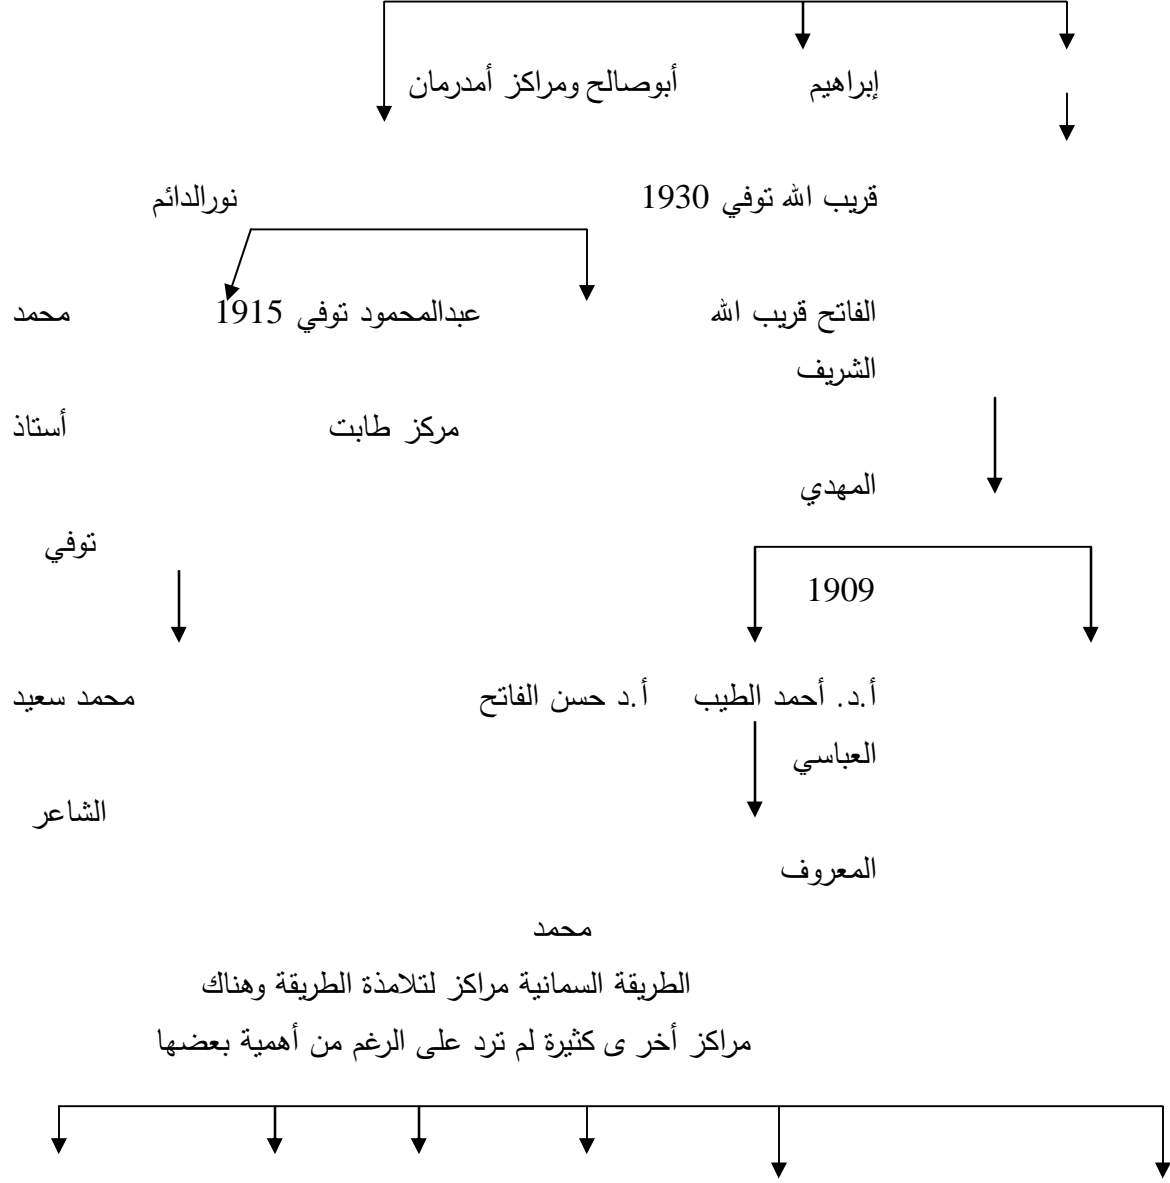 إبراهيم أبوصالح ومراكز أمدرمان
قريب الله توفي 1930 نورالدائم
الفاتح قريب الله عبدالمحمود توفي 1915 محمد
الشريف
مركز طابت أستاذ
المهدي
توفي
1909
أ.د. أحمد الطيب أ.د حسن الفاتح محمد سعيد
العباسي
الشاعر
المعروف
محمد
الطريقة السمانية مراكز لتلامذة الطريقة وهناك
مراكز أخر ى كثيرة لم ترد على الرغم من أهمية بعضها